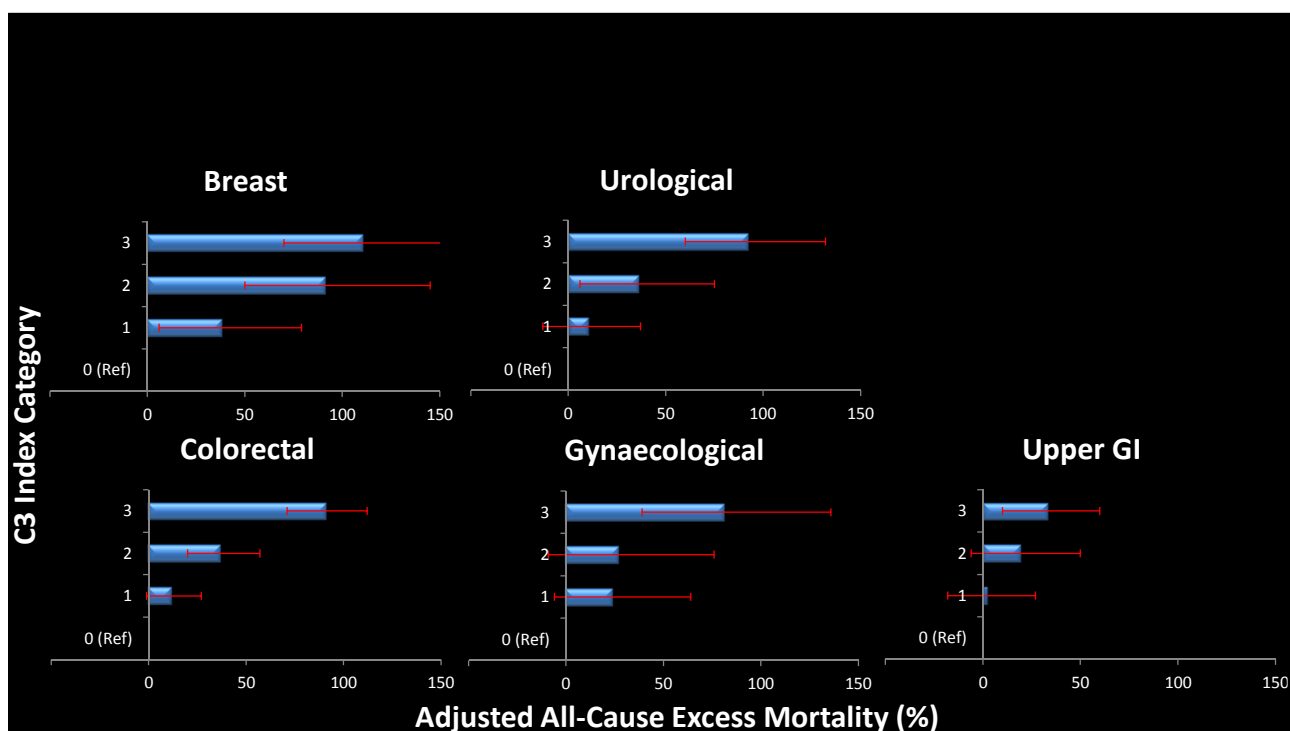 Breast
Urological
3
2
1
0 (Ref)
0
50
100
150
3
2
1
0 (Ref)
0
50
100
150
C3 Index Category
Colorectal
Gynaecological
Upper GI
3
2
1
0 (Ref)
0
50
100
150
3
2
1
0 (Ref)
0
50
100
150
3
2
1
0 (Ref)
0
50
100
150
Adjusted All-Cause Excess Mortality (%)